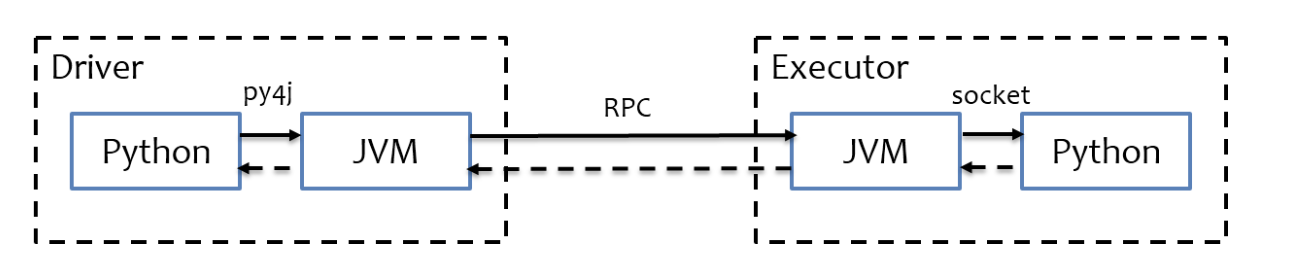 Driver
Executor
py4j
RPC
socket
Python
JVM
JVM
Python